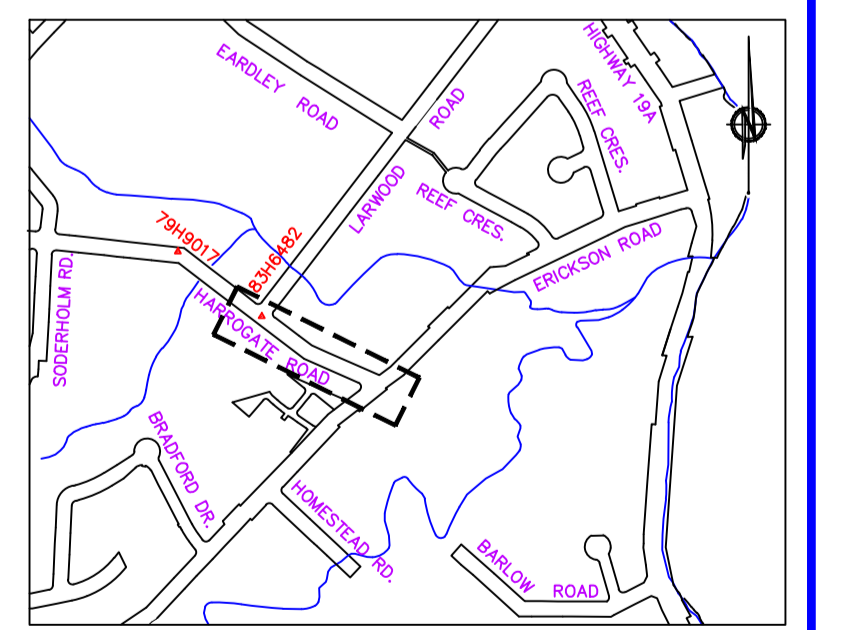 EARDLEY ROAD
HIGHWAY 19A
REEF CRES.
LARWOOD ROAD
REEF CRES.
ERICKSON ROAD
79H9017
83H6482
SODERHOLM RD.
HARROGATE ROAD
BRADFORD DR.
HOMESTEAD RD.
BARLOW ROAD